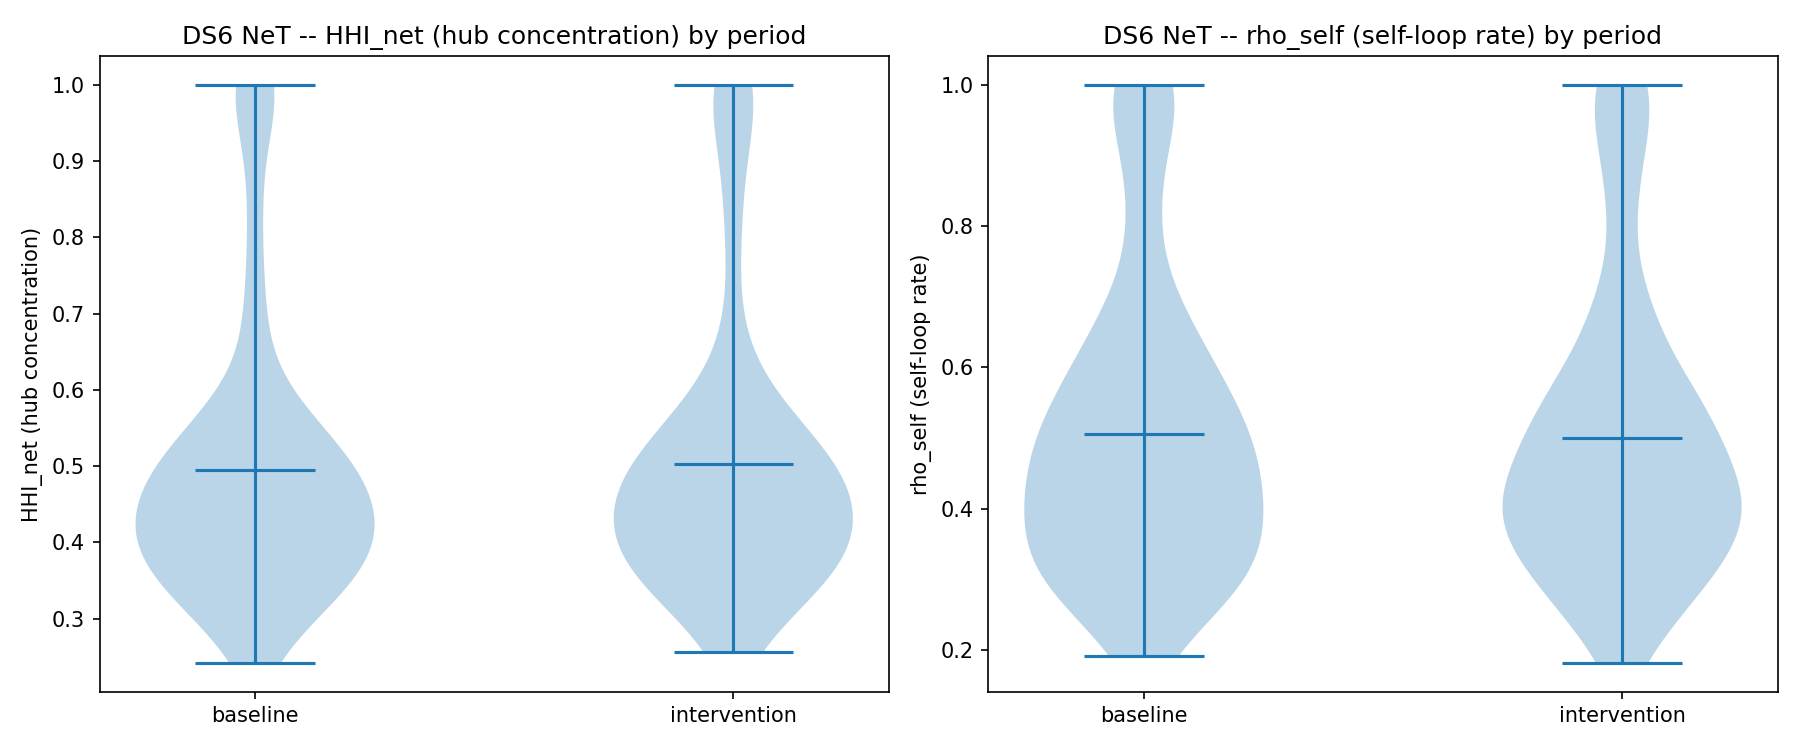 DS6 NeT -- HHI_net (hub concentration) by period
HHI_net (hub concentration)
1.0
0.9
0.8
0.7
0.6
0.5
0.4
0.3
baseline
intervention
DS6 NeT -- rho_self (self-loop rate) by period
rho_self (self-loop rate)
1.0
0.8
0.6
0.4
0.2
baseline
intervention